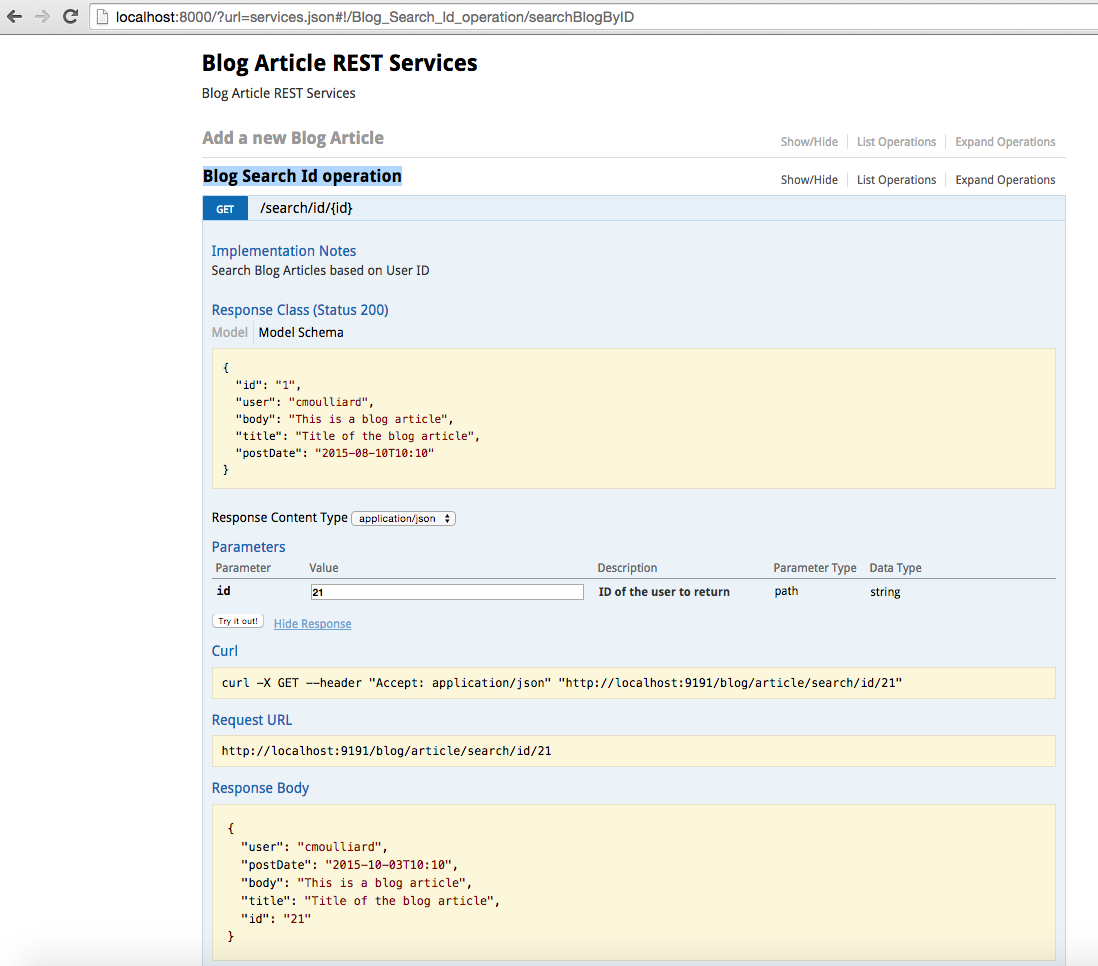 localhost:8000/?url=services.json#!/Blog_Search_Id_operation/searchBlogByID
Blog Article REST Services
Blog Article REST Services
Add a new Blog Article Show/Hide List Operations Expand Operations
Blog Search Id operation Show/Hide List Operations Expand Operations
GET /search/id/{id}
Implementation Notes
Search Blog Articles based on User ID
Response Class (Status 200)
Model Model Schema
{
"id": "1",
"user": "cmoulliard",
"body": "This is a blog article",
"title": "Title of the blog article",
"postDate": "2015-08-10T10:10"
}
Response Content Type application/json
Parameters
Parameter Value Description Parameter Type Data Type
id 21 ID of the user to return path string
Try it out! Hide Response
Curl
curl -X GET --header "Accept: application/json" "http://localhost:9191/blog/article/search/id/21"
Request URL
http://localhost:9191/blog/article/search/id/21
Response Body
{
"user": "cmoulliard",
"postDate": "2015-10-03T10:10",
"body": "This is a blog article",
"title": "Title of the blog article",
"id": "21"
}